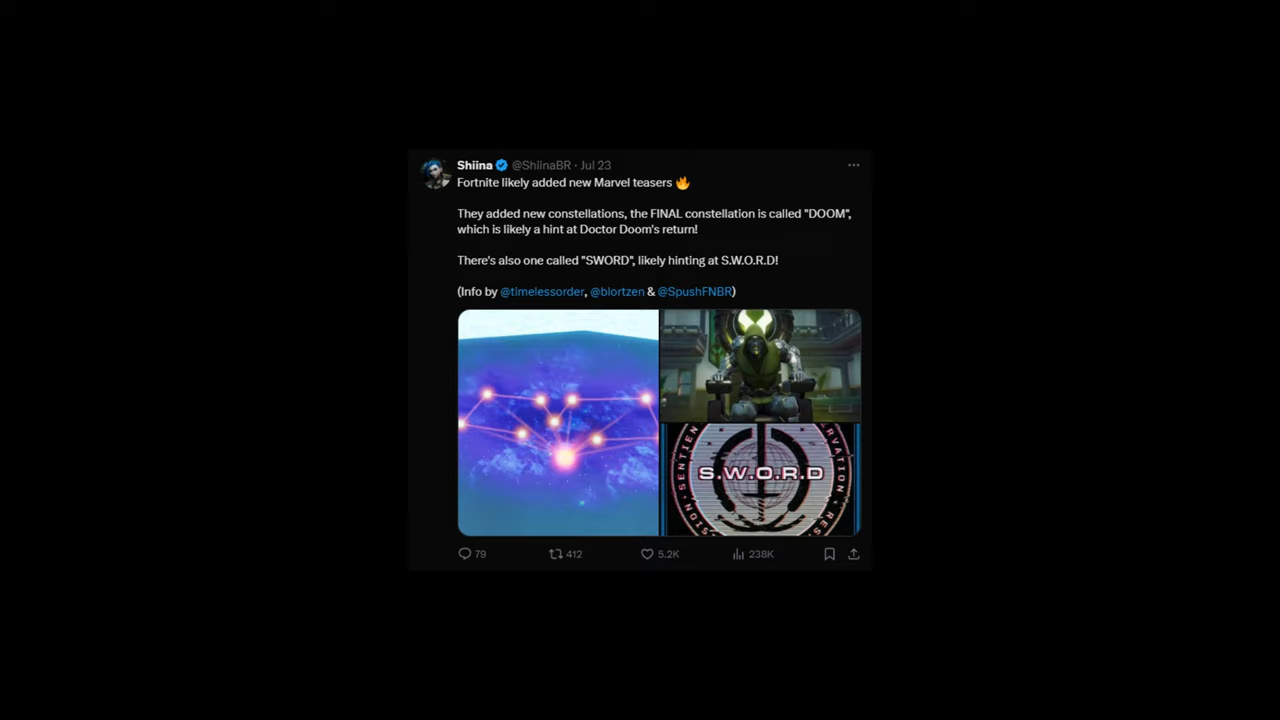 Shiina @ShiinaBR · Jul 23
Fortnite likely added new Marvel teasers 🔥
They added new constellations, the FINAL constellation is called "DOOM",
which is likely a hint at Doctor Doom's return!
There's also one called "SWORD", likely hinting at S.W.O.R.D!
(Info by @timelessorder, @blortzen & @SpushFNBR)
S.W.O.R.D
79 412 5.2K 238K